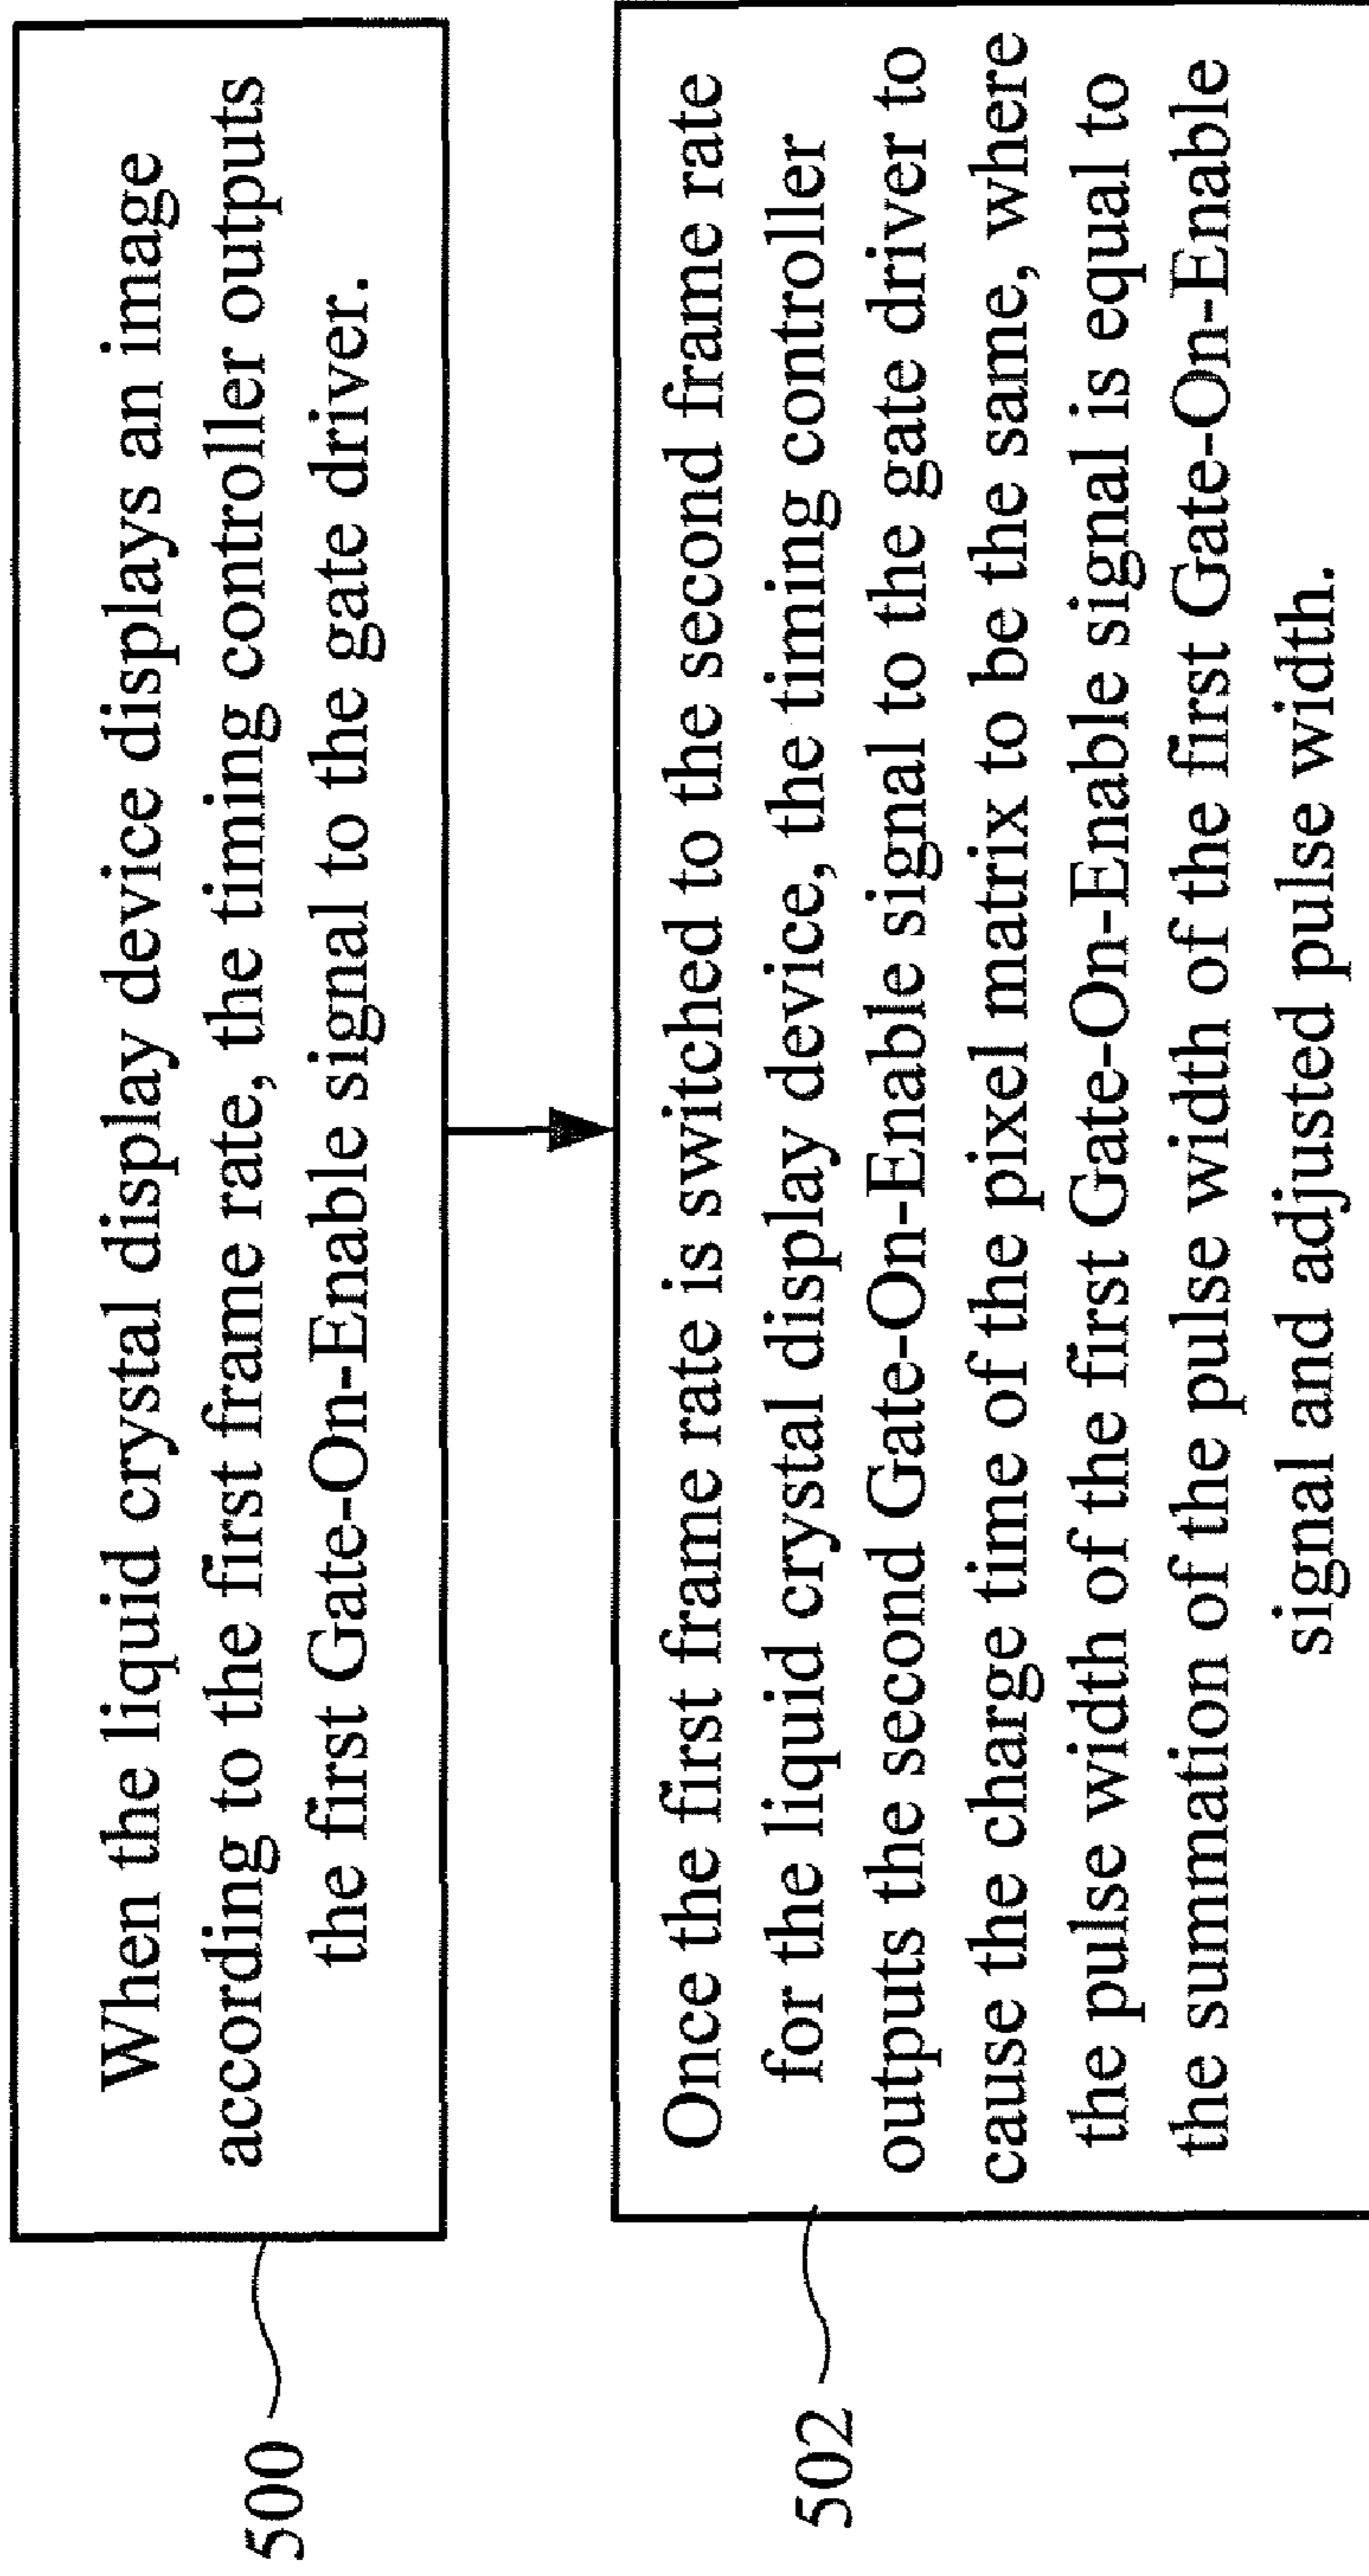 When the liquid crystal display device displays an image
according to the first frame rate, the timing controller outputs
the first Gate-On-Enable signal to the gate driver.
500
Once the first frame rate is switched to the second frame rate
for the liquid crystal display device, the timing controller
outputs the second Gate-On-Enable signal to the gate driver to
cause the charge time of the pixel matrix to be the same, where
the pulse width of the first Gate-On-Enable signal is equal to
the summation of the pulse width of the first Gate-On-Enable
signal and adjusted pulse width.
502